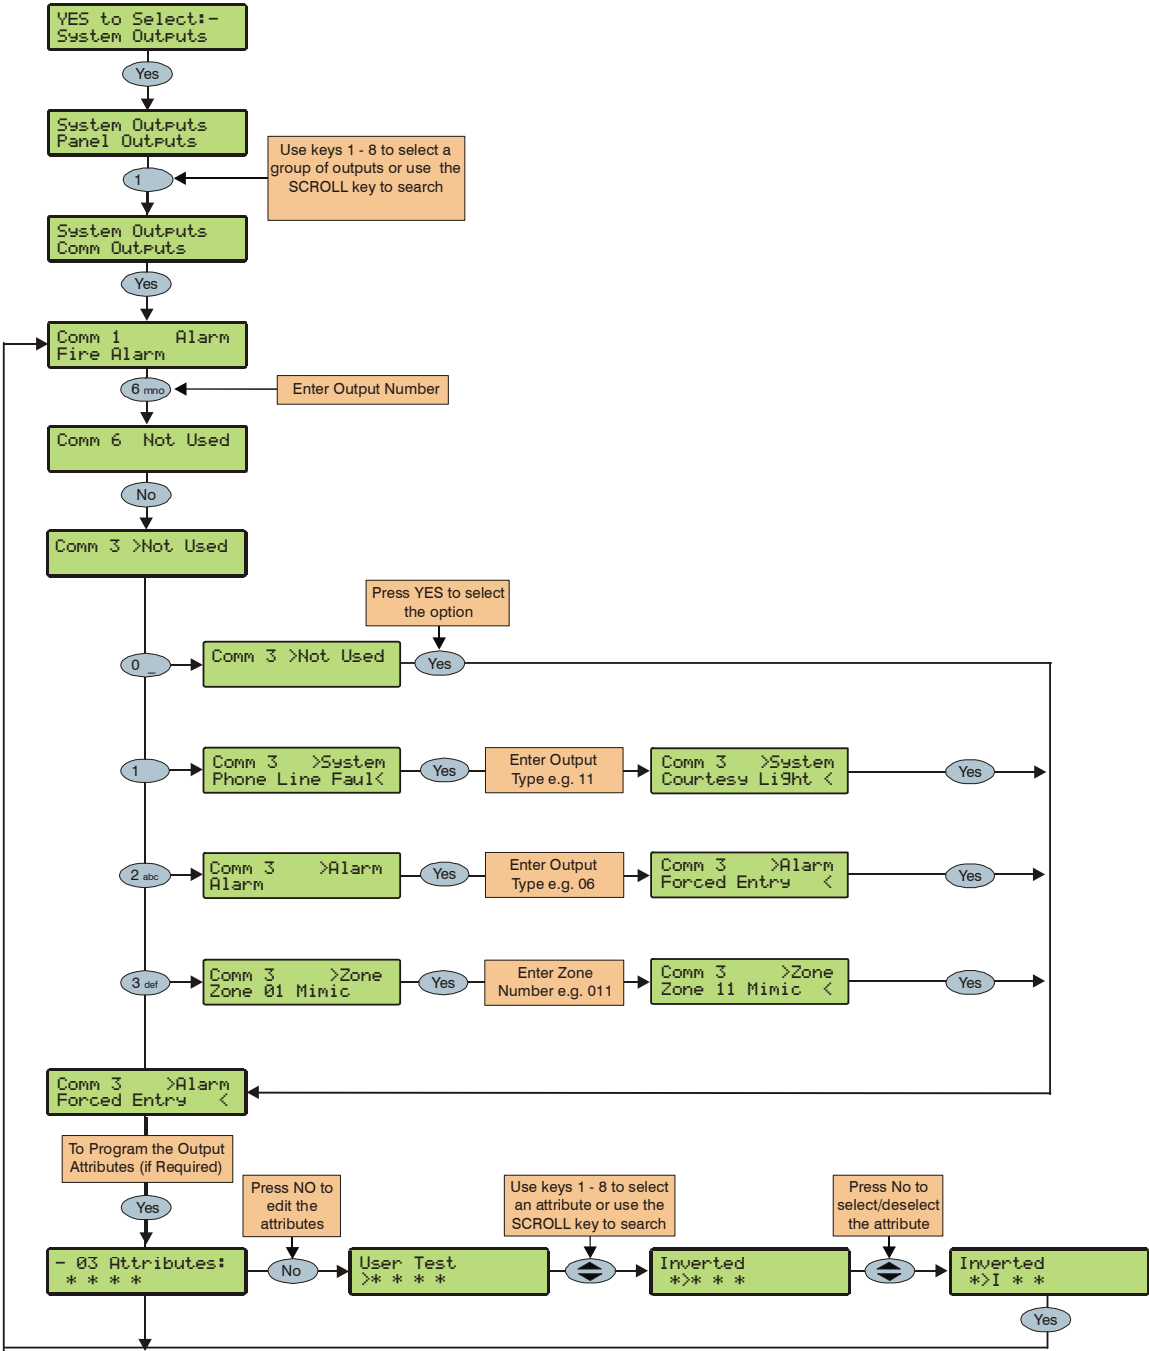 YES to Select:-
System Outputs
Yes
System Outputs
Panel Outputs
Use keys 1 - 8 to select a
group of outputs or use the
SCROLL key to search
1
System Outputs
Comm Outputs
Yes
Comm 1 Alarm
Fire Alarm
6 mno
Enter Output Number
Comm 6 Not Used
No
Comm 3 >Not Used
Press YES to select
the option
0 _
Comm 3 >Not Used
Yes
1
Comm 3 >System
Phone Line Faul<
Yes
Enter Output
Type e.g. 11
Comm 3 >System
Courtesy Light <
Yes
2 abc
Comm 3 >Alarm
Alarm
Yes
Enter Output
Type e.g. 06
Comm 3 >Alarm
Forced Entry <
Yes
3 def
Comm 3 >Zone
Zone 01 Mimic
Yes
Enter Zone
Number e.g. 011
Comm 3 >Zone
Zone 11 Mimic <
Yes
Comm 3 >Alarm
Forced Entry <
To Program the Output
Attributes (if Required)
Yes
Press NO to
edit the
attributes
Use keys 1 - 8 to select
an attribute or use the
SCROLL key to search
Press No to
select/deselect
the attribute
- 03 Attributes:
* * * *
No
User Test
>* * * *
Inverted
*>* * *
Inverted
*>I * *
Yes